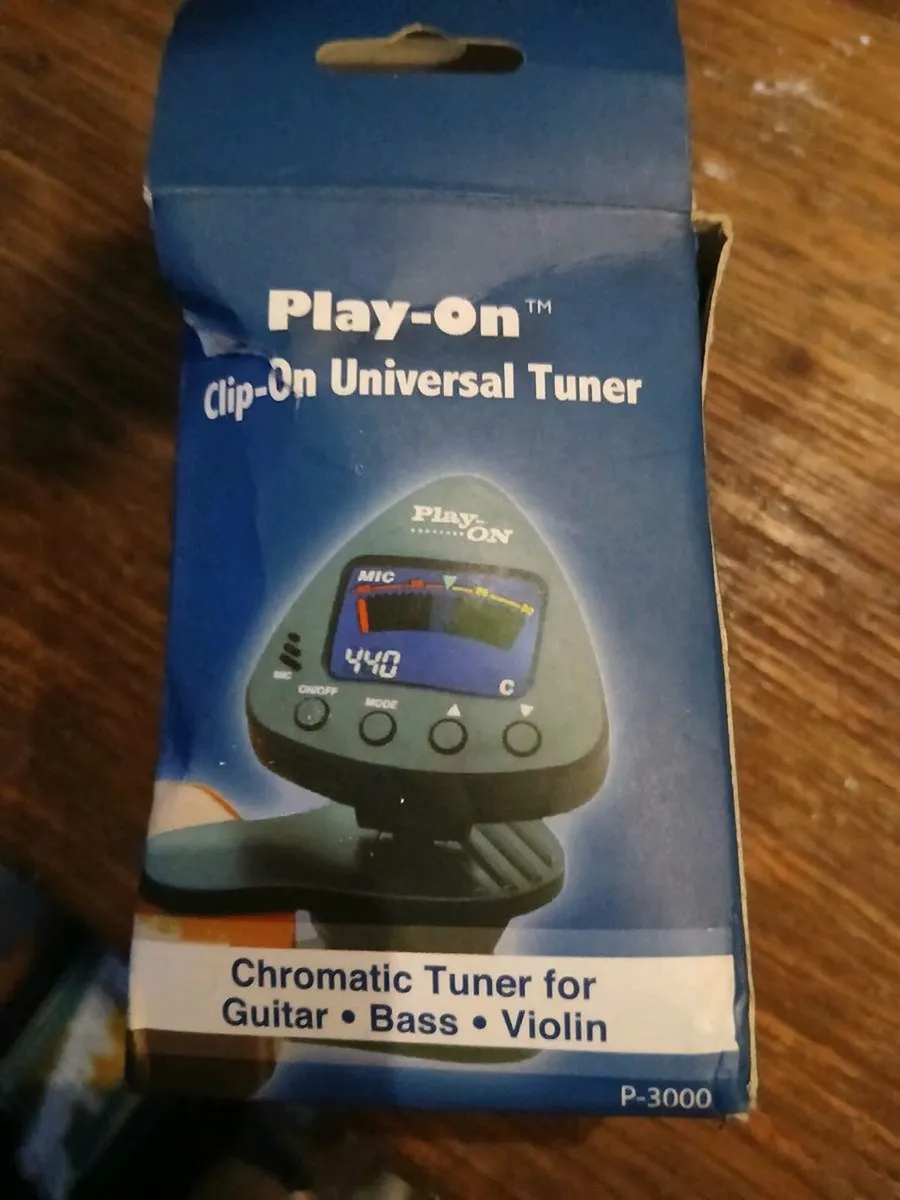 Play-On™
Clip-On Universal Tuner
Play-
ON
MIC
440
C
MIC
ON/OFF
MODE
Chromatic Tuner for
Guitar • Bass • Violin
P-3000